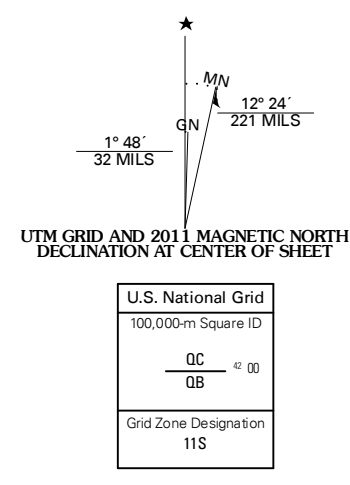 ★
MN
GN
12° 24´
221 MILS
1° 48´
32 MILS
UTM GRID AND 2011 MAGNETIC NORTH
DECLINATION AT CENTER OF SHEET
U.S. National Grid
100,000-m Square ID
QC
QB
42 00
Grid Zone Designation
11S